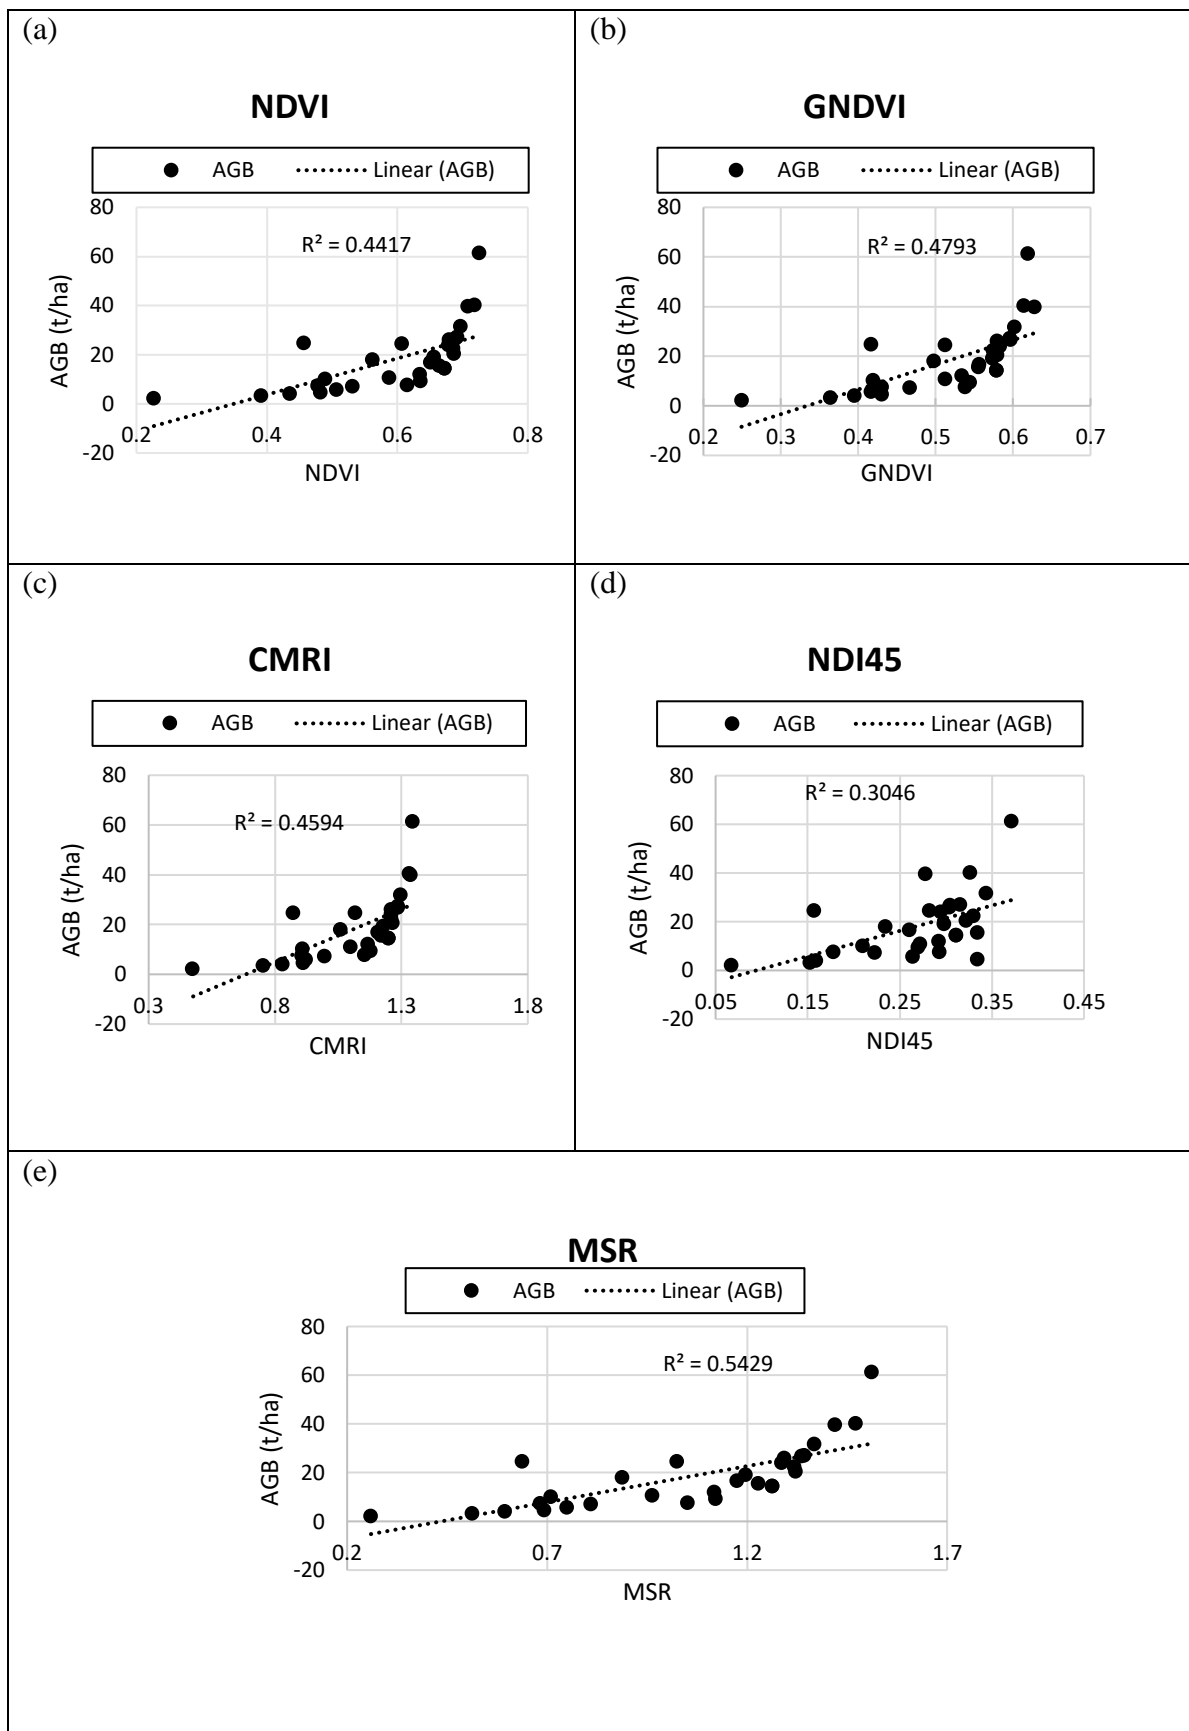 (a)
NDVI
AGB Linear (AGB)
80
60
40
20
0
-20
R² = 0.4417
0.2 0.4 0.6 0.8
AGB (t/ha)
NDVI
(b)
GNDVI
AGB Linear (AGB)
80
60
40
20
0
-20
R² = 0.4793
0.2 0.3 0.4 0.5 0.6 0.7
AGB (t/ha)
GNDVI
(c)
CMRI
AGB Linear (AGB)
80
60
40
20
0
-20
R² = 0.4594
0.3 0.8 1.3 1.8
AGB (t/ha)
CMRI
(d)
NDI45
AGB Linear (AGB)
80
60
40
20
0
-20
R² = 0.3046
0.05 0.15 0.25 0.35 0.45
AGB (t/ha)
NDI45
(e)
MSR
AGB Linear (AGB)
80
60
40
20
0
-20
R² = 0.5429
0.2 0.7 1.2 1.7
AGB (t/ha)
MSR